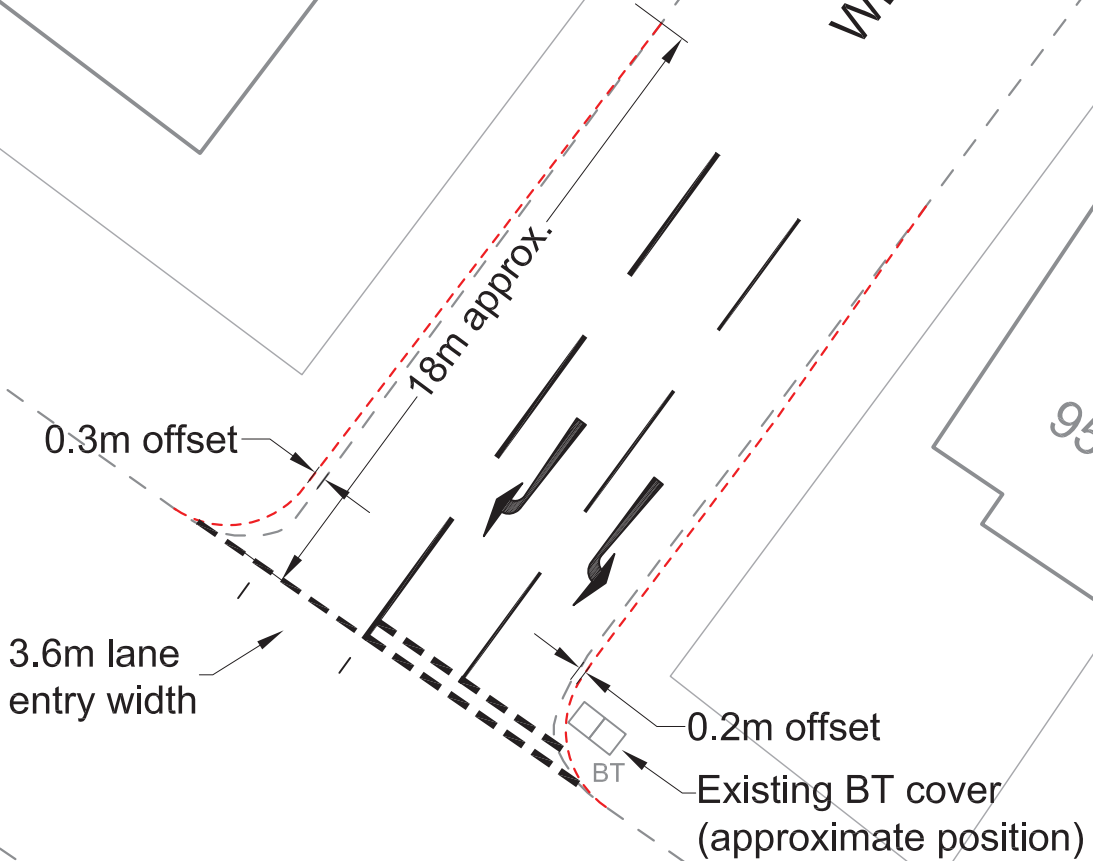 18m approx.
0.3m offset
3.6m lane
entry width
0.2m offset
BT
Existing BT cover
(approximate position)
95